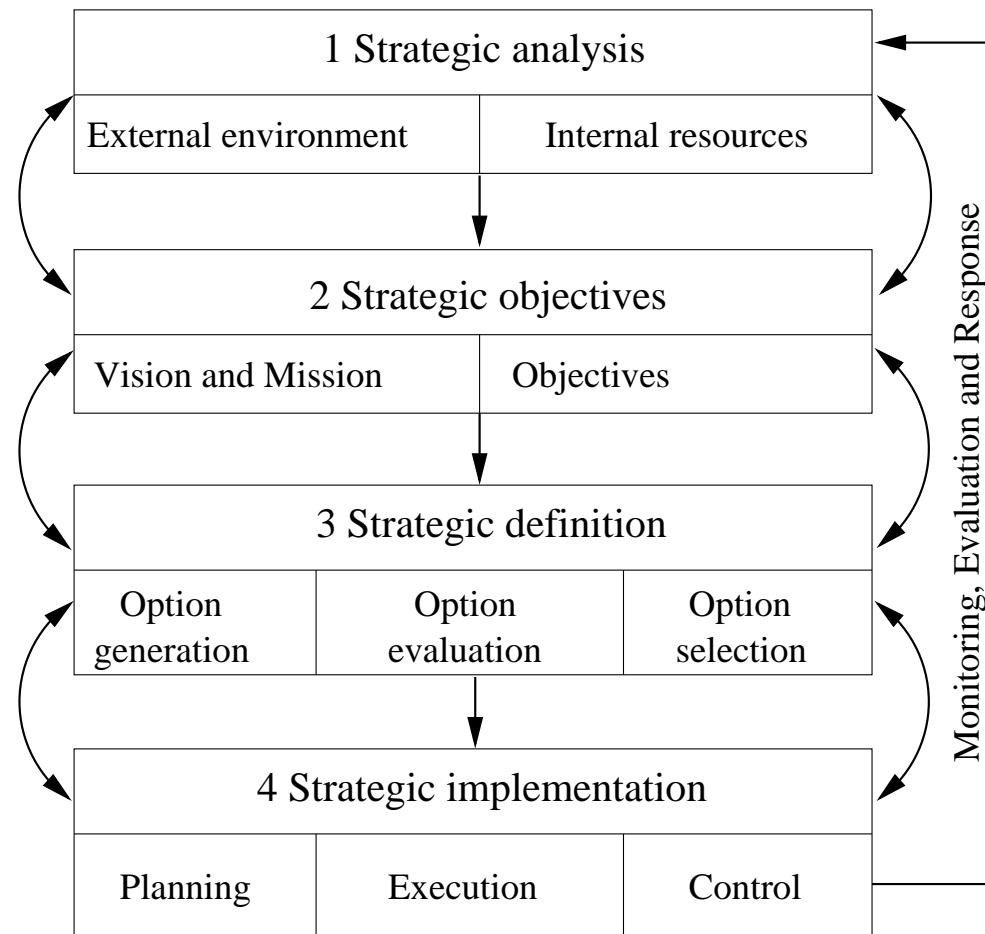 1 Strategic analysis
External environment
Internal resources
2 Strategic objectives
Vision and Mission
Objectives
3 Strategic definition
Option
generation
Option
evaluation
Option
selection
4 Strategic implementation
Planning
Execution
Control
Monitoring, Evaluation and Response